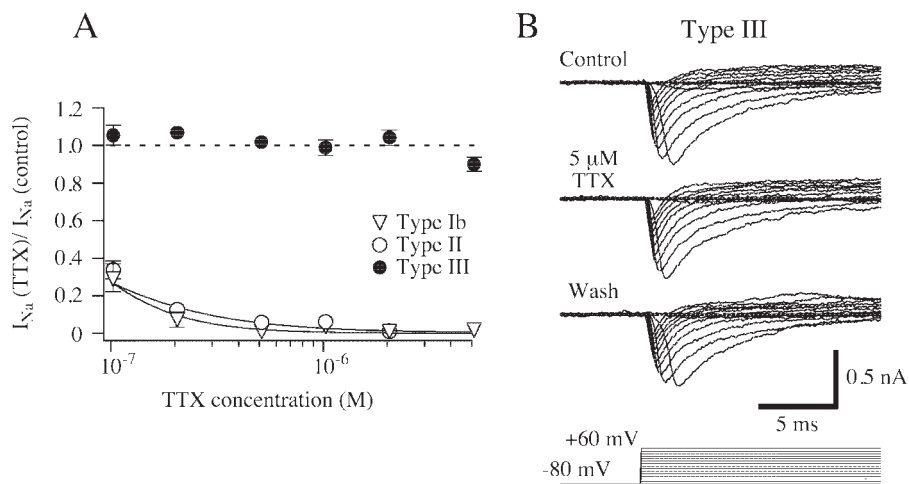 A
I_Na (TTX)/ I_Na (control)
1.2
1.0
0.8
0.6
0.4
0.2
0
Type Ib
Type II
Type III
10⁻⁷
10⁻⁶
TTX concentration (M)
B
Type III
Control
5 μM
TTX
Wash
0.5 nA
5 ms
+60 mV
-80 mV